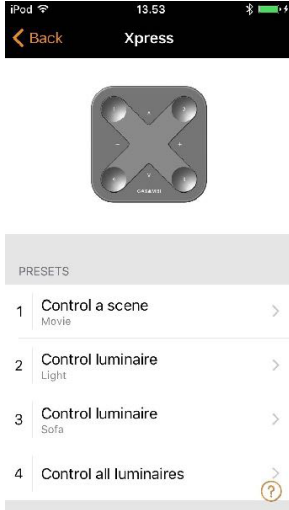 iPod 13.53
Back Xpress
CASAMBI
PRESETS
1 Control a scene
Movie
2 Control luminaire
Light
3 Control luminaire
Sofa
4 Control all luminaires
?